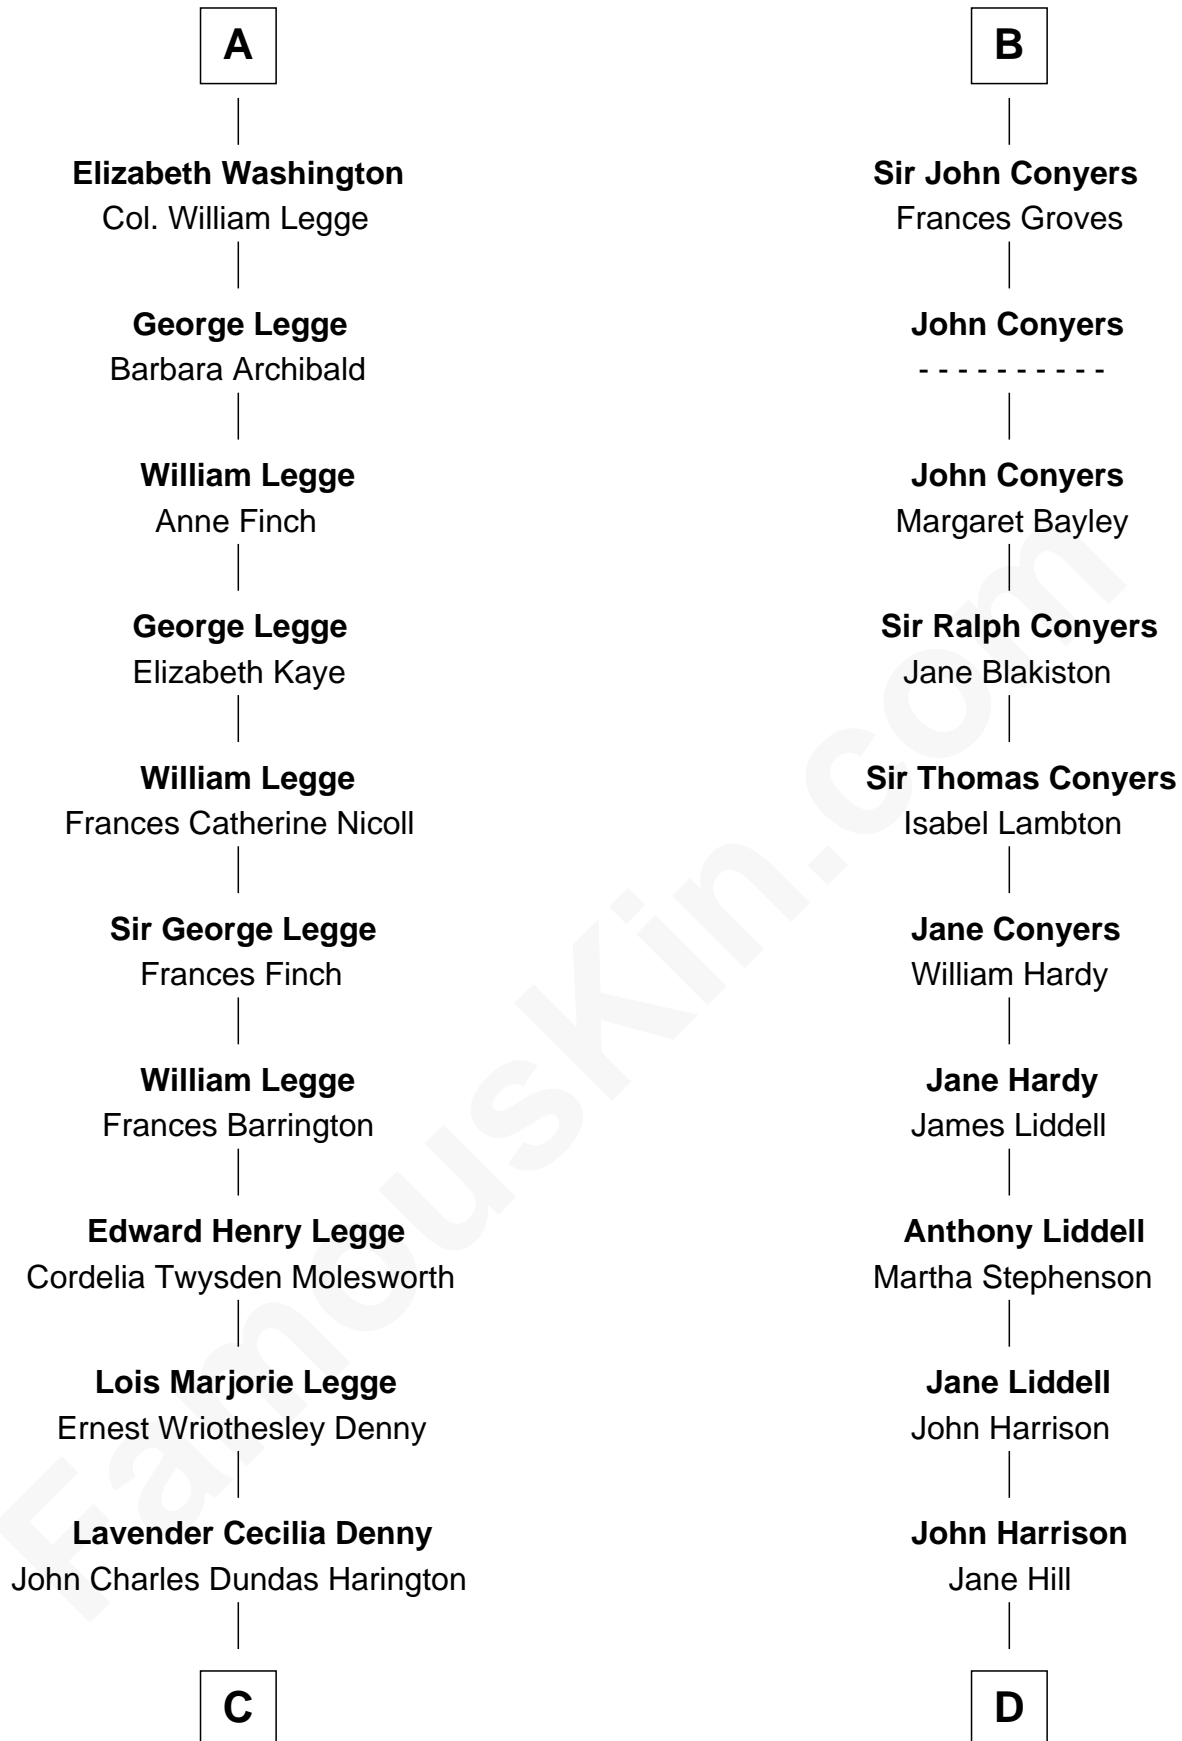 A
Elizabeth Washington
Col. William Legge
George Legge
Barbara Archibald
William Legge
Anne Finch
George Legge
Elizabeth Kaye
William Legge
Frances Catherine Nicoll
Sir George Legge
Frances Finch
William Legge
Frances Barrington
Edward Henry Legge
Cordelia Twysden Molesworth
Lois Marjorie Legge
Ernest Wriothesley Denny
Lavender Cecilia Denny
John Charles Dundas Harington
C
B
Sir John Conyers
Frances Groves
John Conyers
- - - - - - - - - -
John Conyers
Margaret Bayley
Sir Ralph Conyers
Jane Blakiston
Sir Thomas Conyers
Isabel Lambton
Jane Conyers
William Hardy
Jane Hardy
James Liddell
Anthony Liddell
Martha Stephenson
Jane Liddell
John Harrison
John Harrison
Jane Hill
D
FamousKin.com